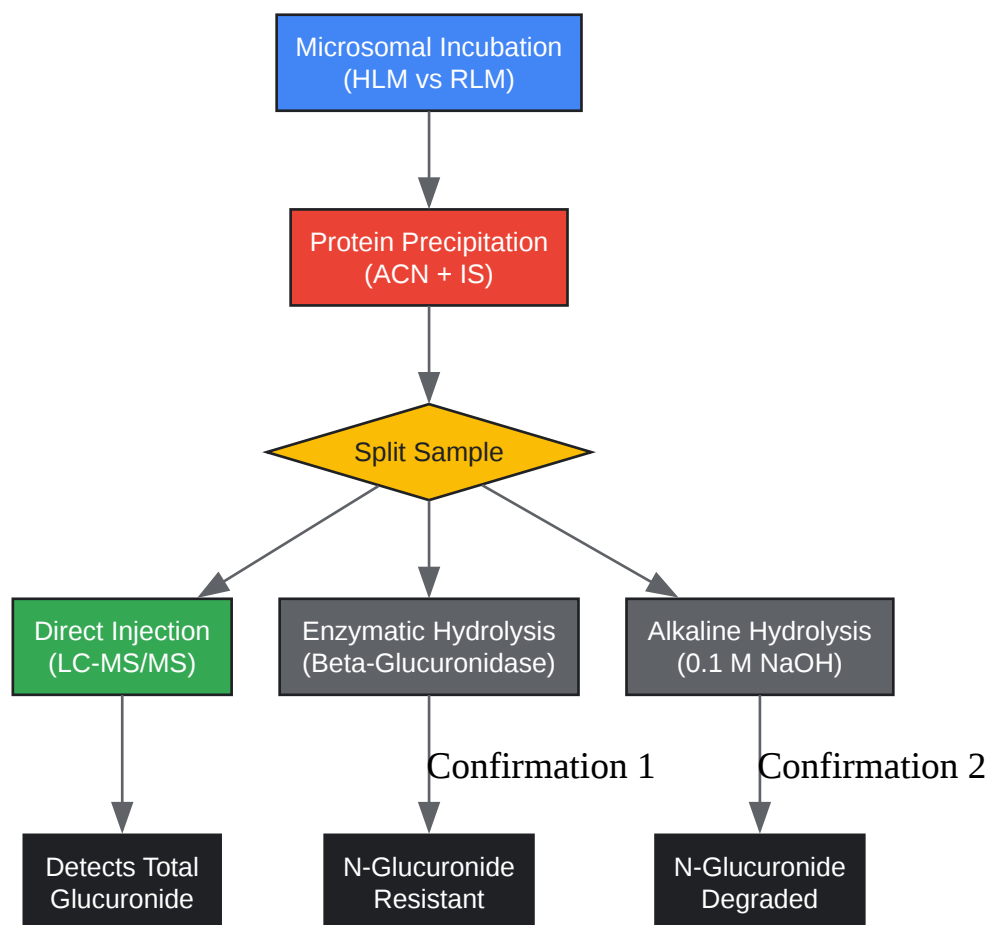 Microsomal Incubation
(HLM vs RLM)
Protein Precipitation
(ACN + IS)
Split Sample
Direct Injection
(LC-MS/MS)
Enzymatic Hydrolysis
(Beta-Glucuronidase)
Alkaline Hydrolysis
(0.1 M NaOH)
Confirmation 1
Confirmation 2
Detects Total
Glucuronide
N-Glucuronide
Resistant
N-Glucuronide
Degraded